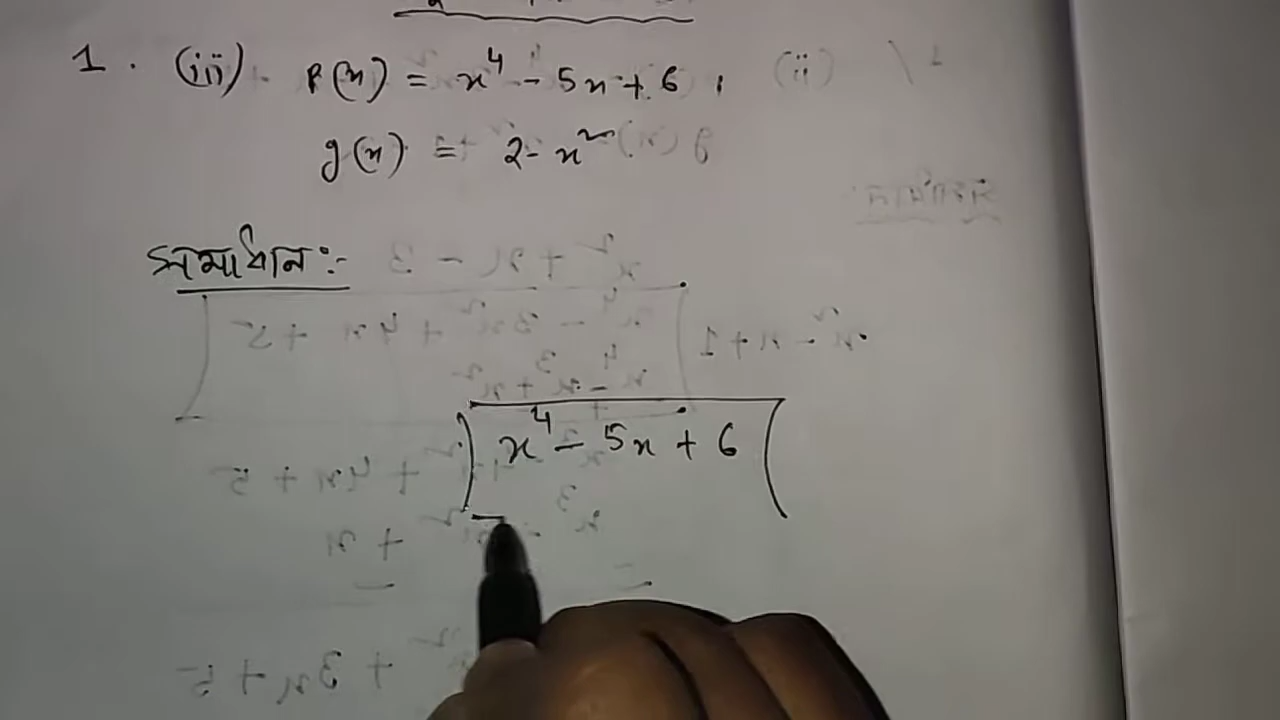 1. (iii) P(x) = x⁴ - 5x + 6,
g(x) = 2 - x²
সমাধান :-
x⁴ - 5x + 6